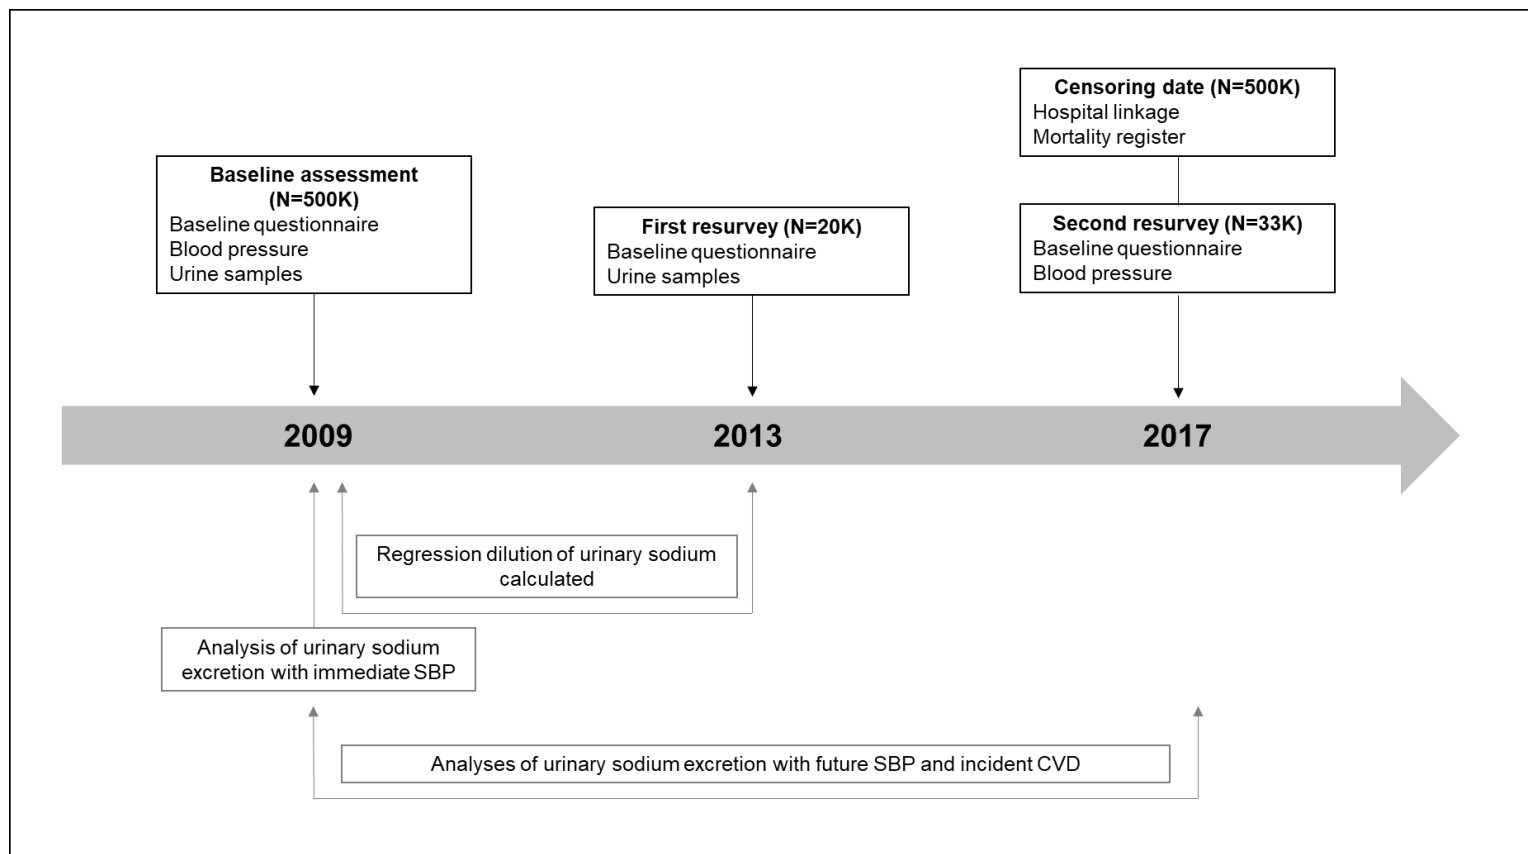 Censoring date (N=500K)
Hospital linkage
Mortality register
Baseline assessment
(N=500K)
Baseline questionnaire
Blood pressure
Urine samples
First resurvey (N=20K)
Baseline questionnaire
Urine samples
Second resurvey (N=33K)
Baseline questionnaire
Blood pressure
2009
2013
2017
Regression dilution of urinary sodium
calculated
Analysis of urinary sodium
excretion with immediate SBP
Analyses of urinary sodium excretion with future SBP and incident CVD